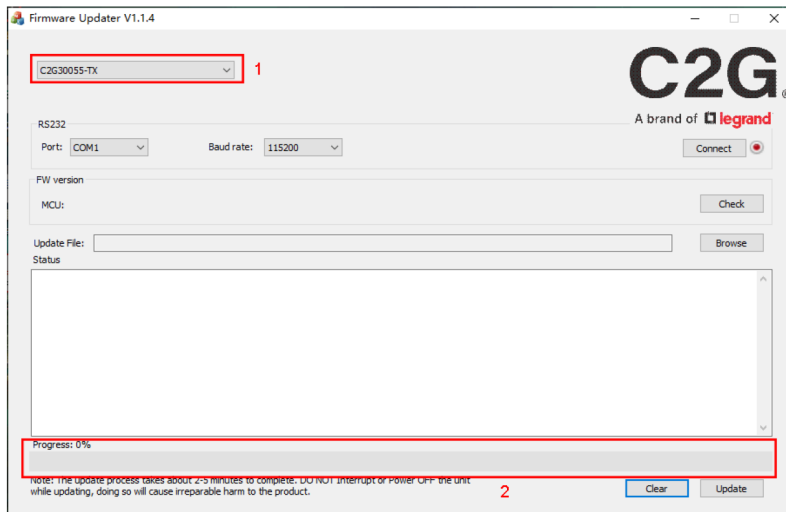 Firmware Updater V1.1.4
C2G30055-TX
1
C2G
A brand of legrand
RS232
Port: COM1 Baud rate: 115200 Connect
FW version
MCU: Check
Update File: Browse
Status
Progress: 0%
Note: The update process takes about 2-5 minutes to complete. DO NOT Interrupt or Power OFF the unit
while updating, doing so will cause irreparable harm to the product.
2
Clear Update